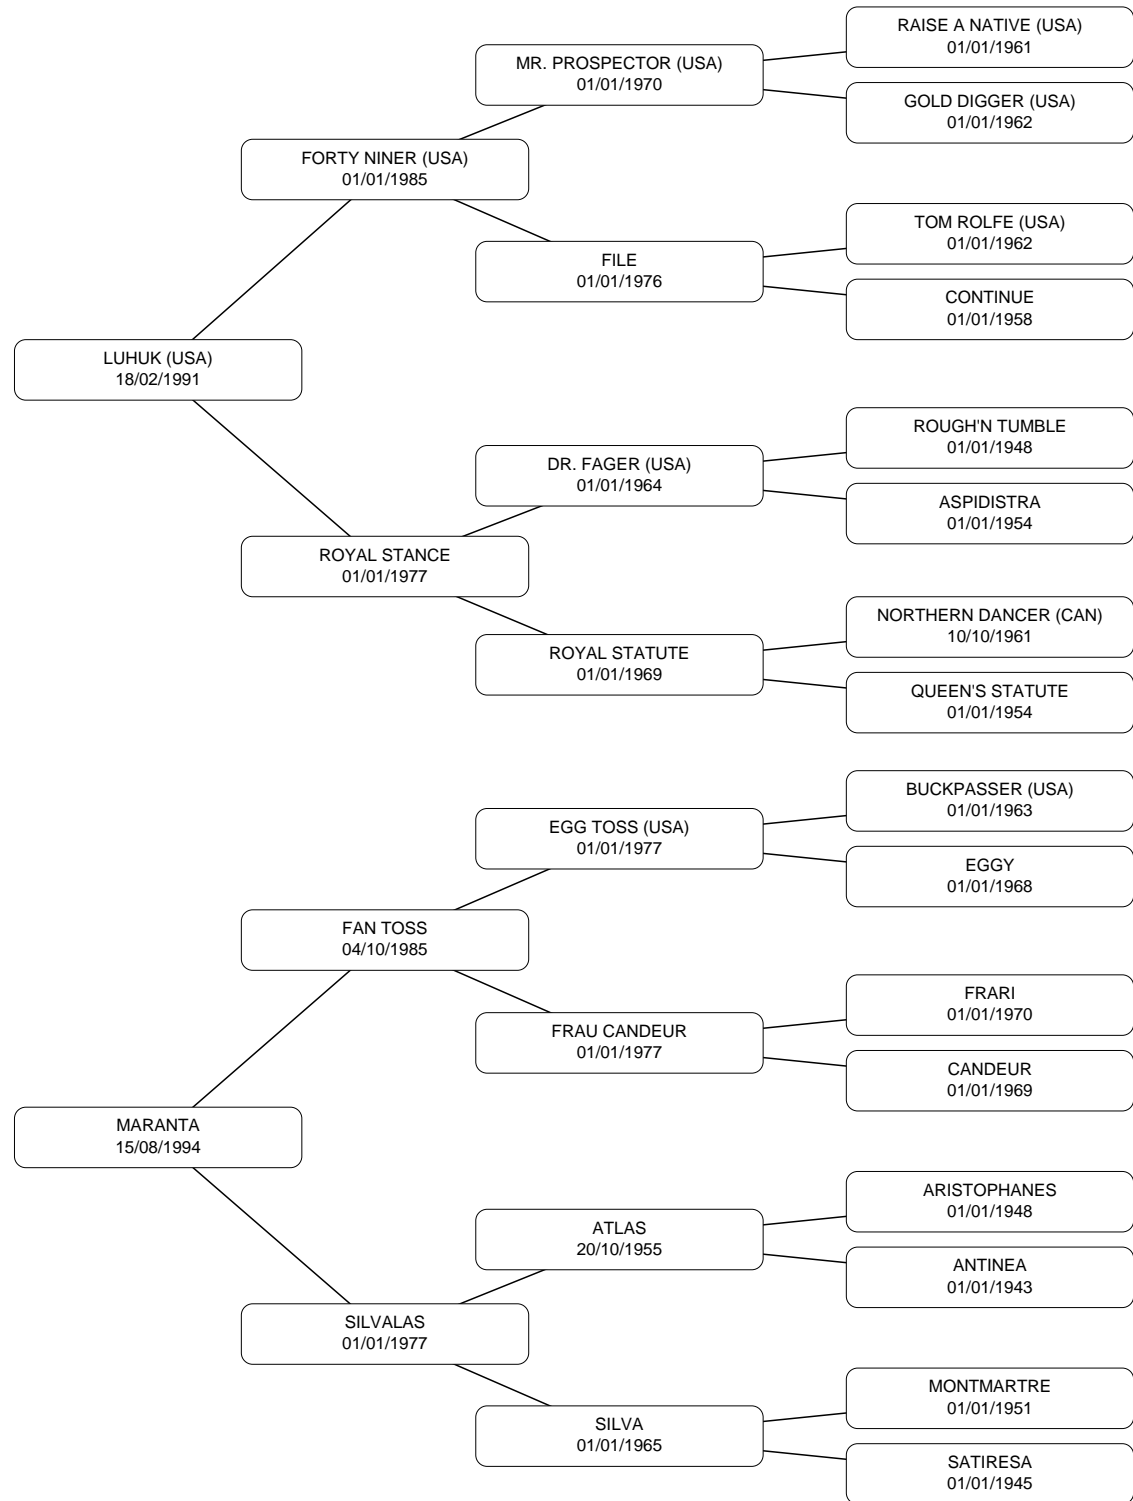 RAISE A NATIVE (USA)
01/01/1961
MR. PROSPECTOR (USA)
01/01/1970
GOLD DIGGER (USA)
01/01/1962
FORTY NINER (USA)
01/01/1985
TOM ROLFE (USA)
01/01/1962
FILE
01/01/1976
CONTINUE
01/01/1958
LUHUK (USA)
18/02/1991
ROUGH'N TUMBLE
01/01/1948
DR. FAGER (USA)
01/01/1964
ASPIDISTRA
01/01/1954
ROYAL STANCE
01/01/1977
NORTHERN DANCER (CAN)
10/10/1961
ROYAL STATUTE
01/01/1969
QUEEN'S STATUTE
01/01/1954
BUCKPASSER (USA)
01/01/1963
EGG TOSS (USA)
01/01/1977
EGGY
01/01/1968
FAN TOSS
04/10/1985
FRARI
01/01/1970
FRAU CANDEUR
01/01/1977
CANDEUR
01/01/1969
MARANTA
15/08/1994
ARISTOPHANES
01/01/1948
ATLAS
20/10/1955
ANTINEA
01/01/1943
SILVALAS
01/01/1977
MONTMARTRE
01/01/1951
SILVA
01/01/1965
SATIRESA
01/01/1945